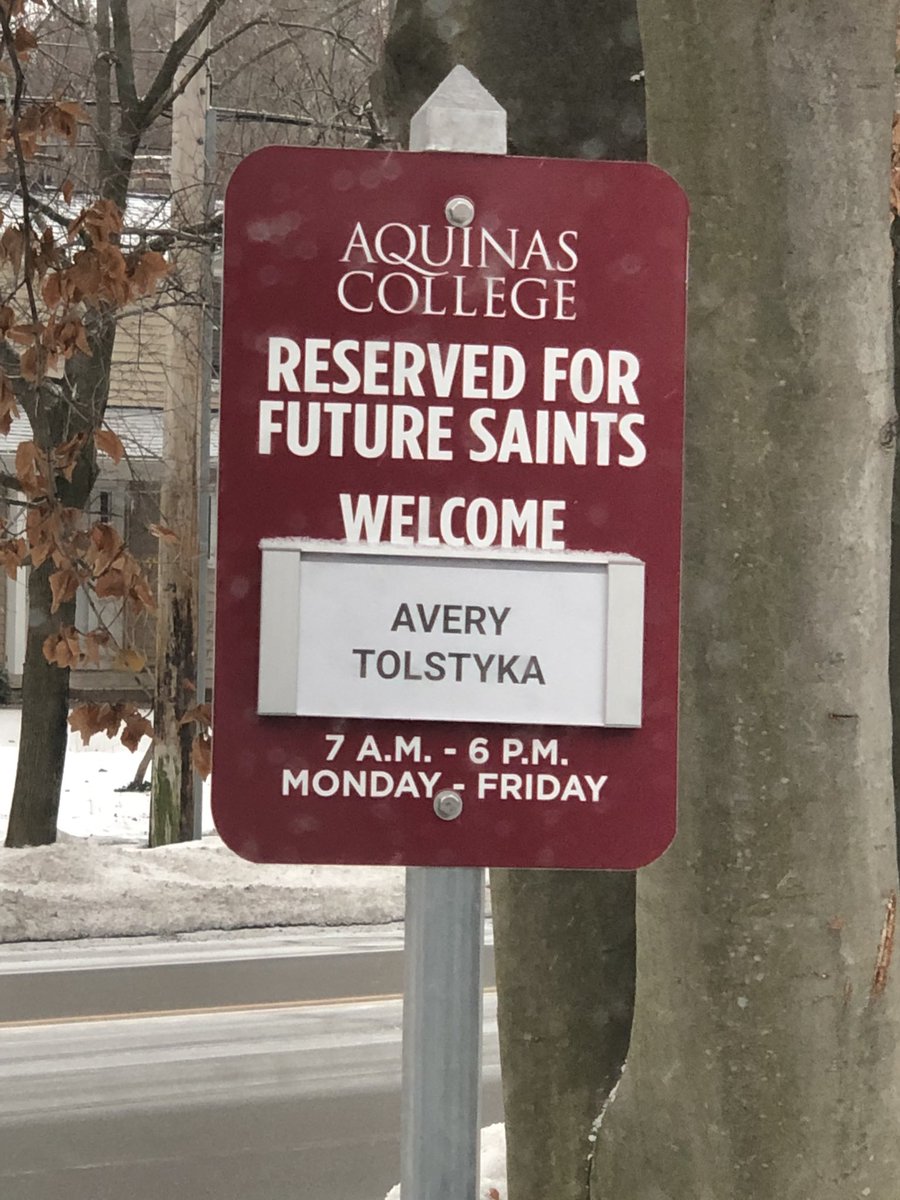 AQUINAS
COLLEGE
RESERVED FOR
FUTURE SAINTS
WELCOME
AVERY
TOLSTYKA
7 A.M. - 6 P.M.
MONDAY - FRIDAY